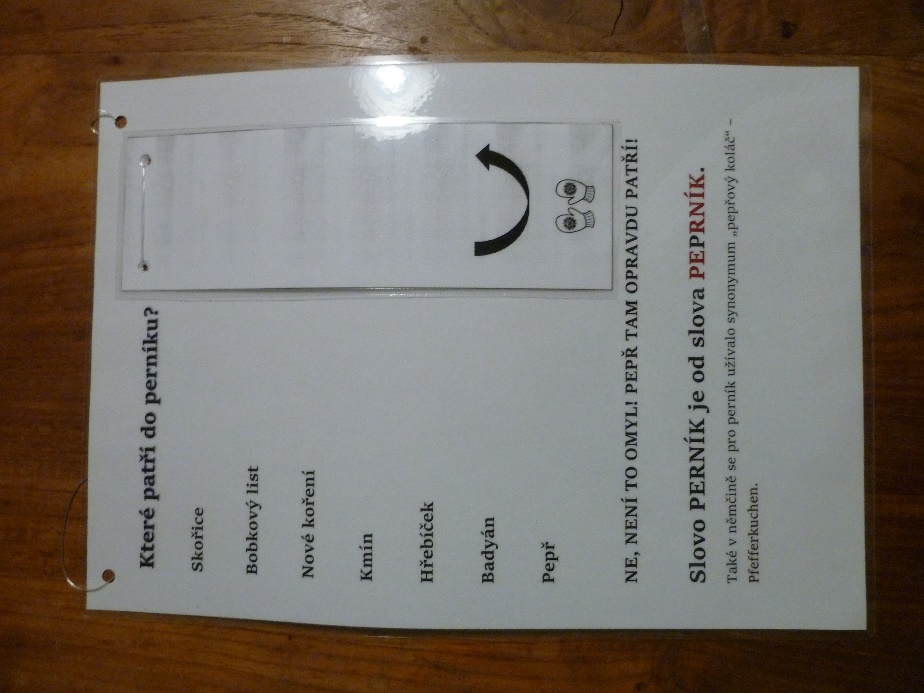 Které patří do perníku?
Skořice
Bobkový list
Nové koření
Kmín
Hřebíček
Badyán
Pepř
NE, NENÍ TO OMYL! PEPŘ TAM OPRAVDU PATŘÍ!
Slovo PERNÍK je od slova PEPRNÍK.
Také v němčině se pro perník užívalo synonymum „pepřový koláč“ –
Pfefferkuchen.